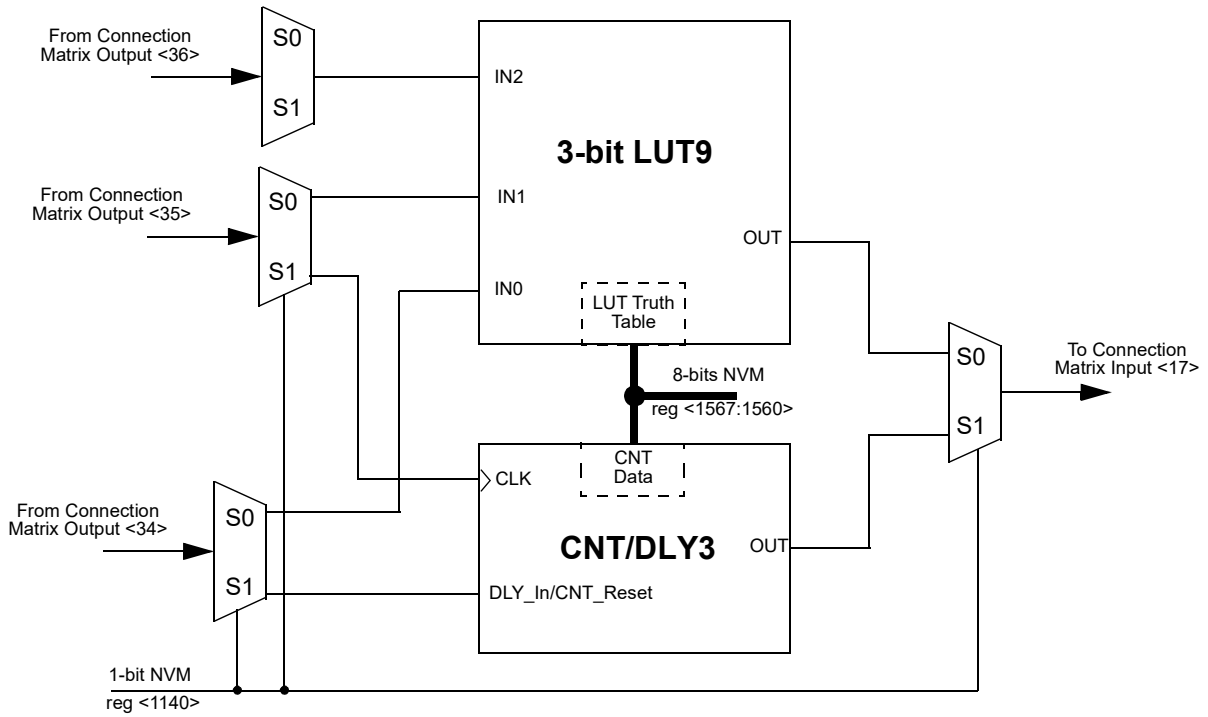 From Connection
Matrix Output <36>
S0
S1
IN2
3-bit LUT9
From Connection
Matrix Output <35>
S0
S1
IN1
OUT
IN0
LUT Truth
Table
8-bits NVM
reg <1567:1560>
S0
S1
To Connection
Matrix Input <17>
CNT
Data
CLK
From Connection
Matrix Output <34>
S0
S1
CNT/DLY3
OUT
DLY_In/CNT_Reset
1-bit NVM
reg <1140>